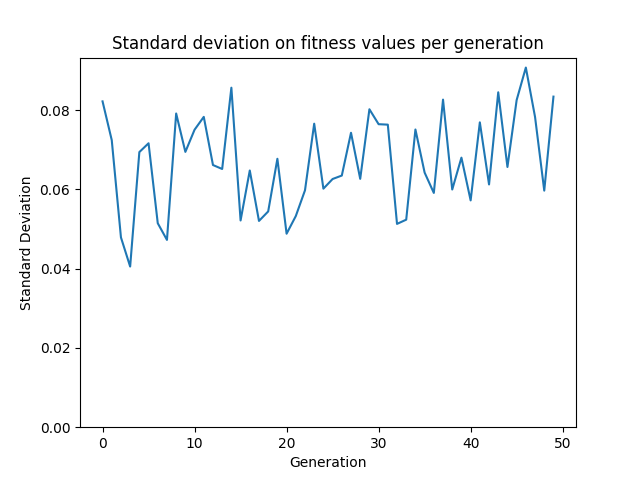 Standard deviation on fitness values per generation
0.08
0.06
0.04
0.02
0.00
Standard Deviation
0 10 20 30 40 50
Generation